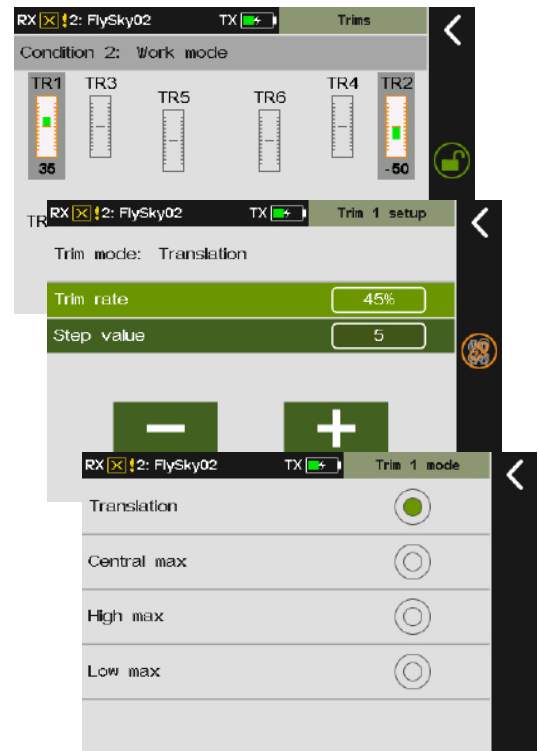 RX !2: FlySky02 TX Trims
Condition 2: Work mode
TR1 TR3 TR5 TR6 TR4 TR2
35 -50
TR
RX !2: FlySky02 TX Trim 1 setup
Trim mode: Translation
Trim rate 45%
Step value 5
RX !2: FlySky02 TX Trim 1 mode
Translation
Central max
High max
Low max